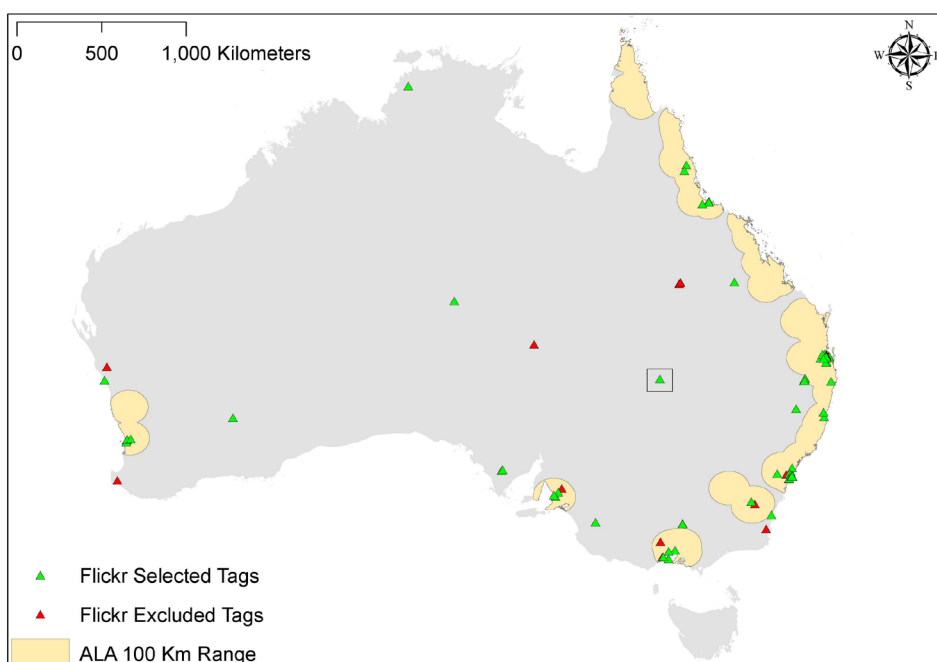 0 500 1,000 Kilometers
N
W E
S
Flickr Selected Tags
Flickr Excluded Tags
ALA 100 Km Range